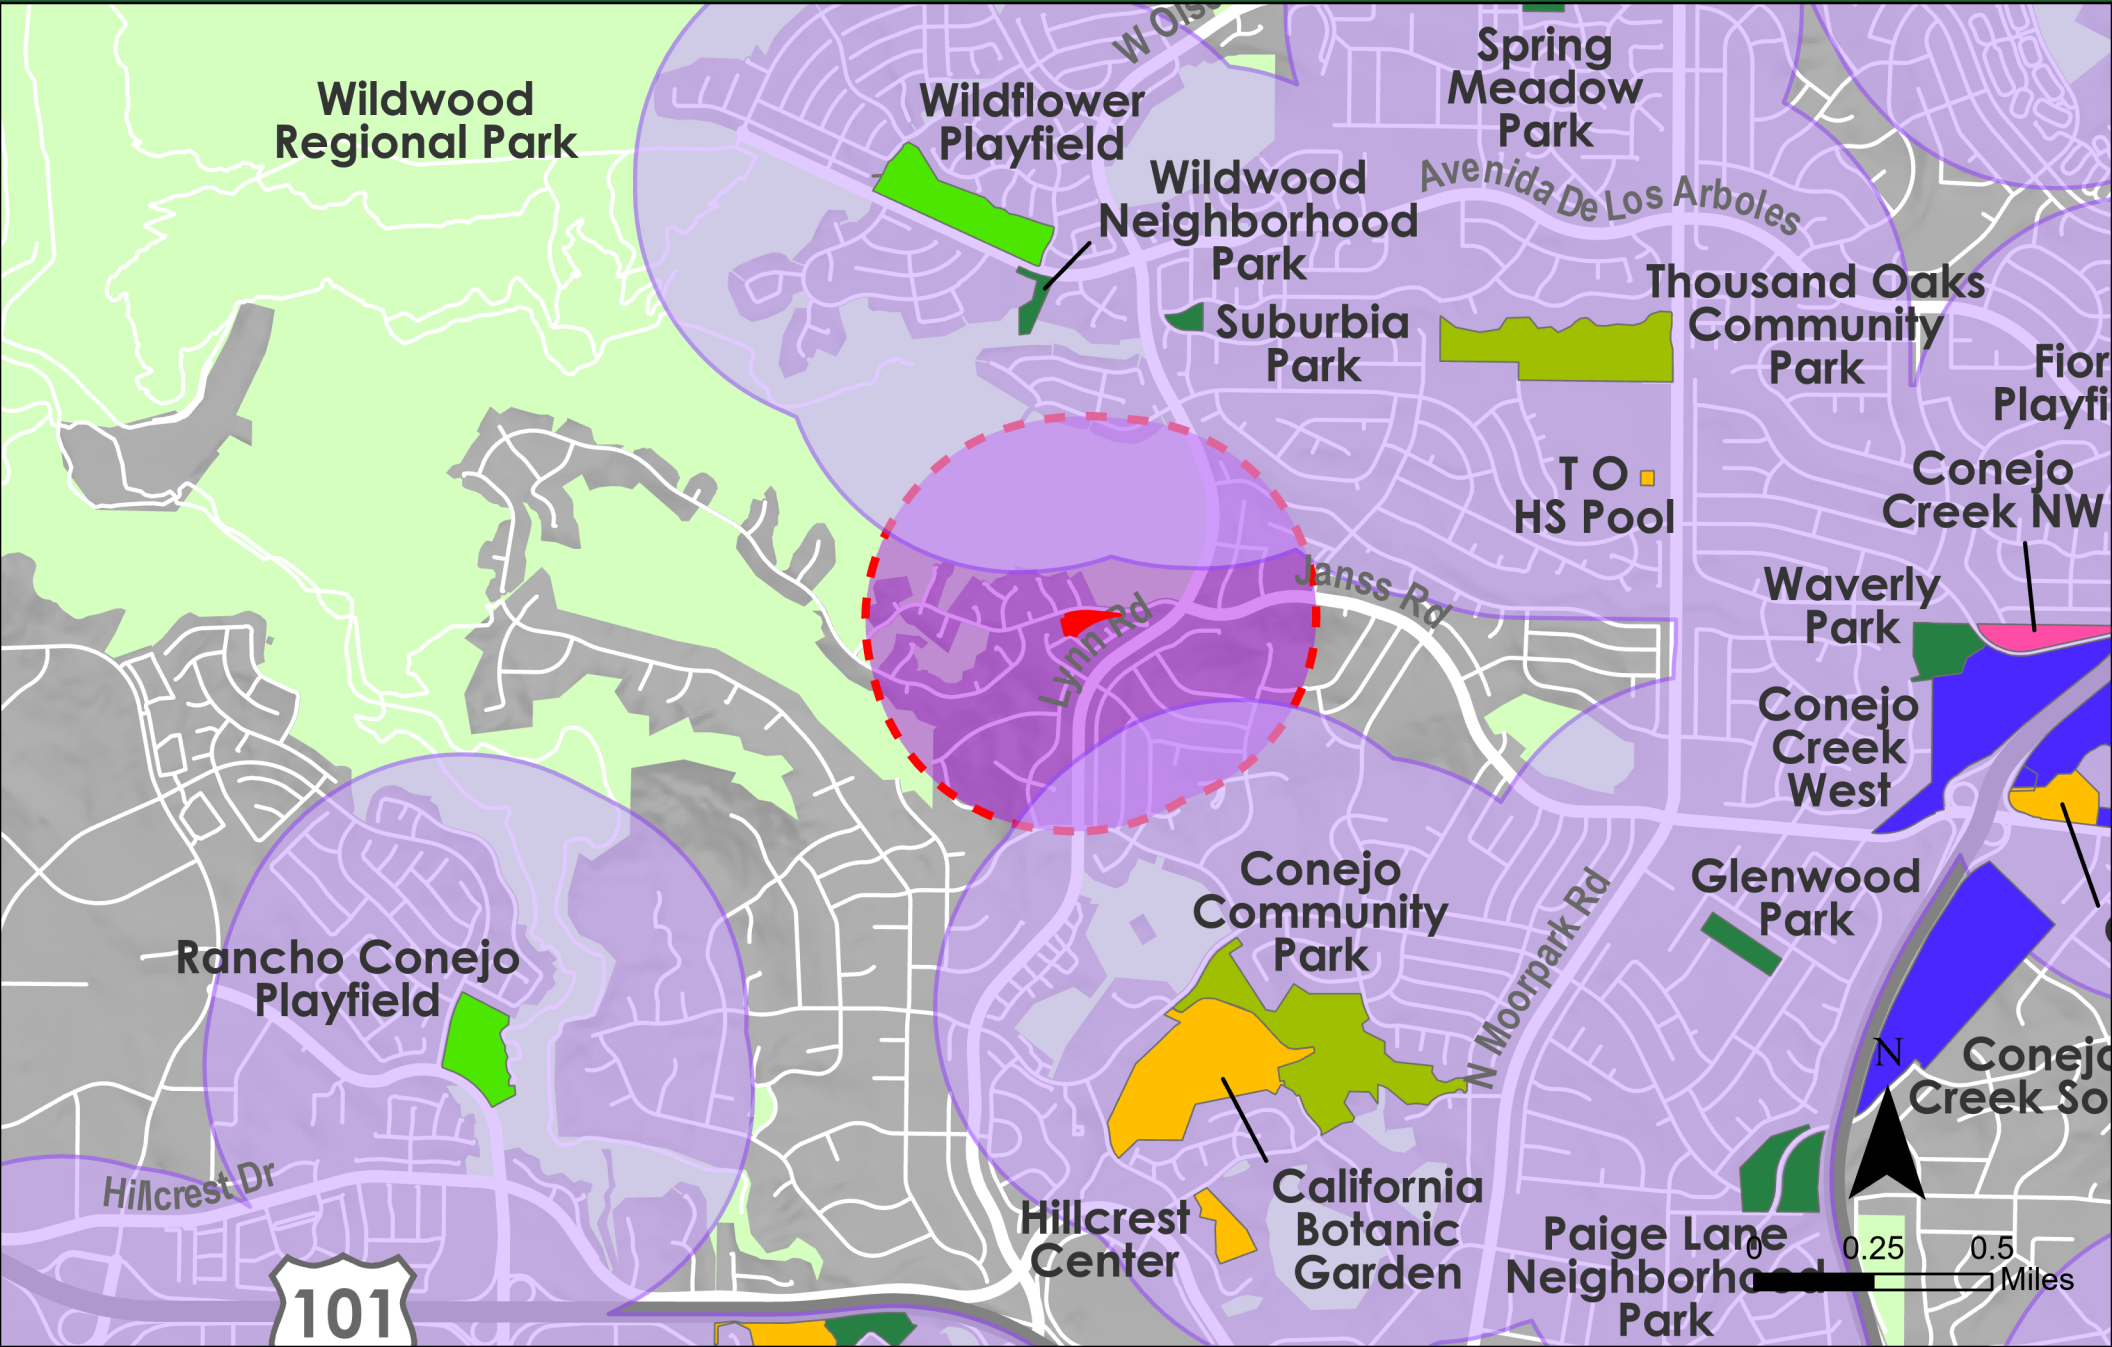 W Ols
Wildwood
Regional Park
Wildflower
Playfield
Spring
Meadow
Park
Wildwood
Neighborhood
Park
Avenida De Los Arboles
Suburbia
Park
Thousand Oaks
Community
Park
Fior
Playfi
T O
HS Pool
Conejo
Creek NW
Janss Rd
Waverly
Park
Lynn Rd
Conejo
Creek
West
Conejo
Community
Park
Glenwood
Park
N Moorpark Rd
Rancho Conejo
Playfield
N
Conejo
Creek So
Hillcrest Dr
Hillcrest
Center
California
Botanic
Garden
Paige Lane
Neighborhood
Park
0 0.25 0.5
Miles
101